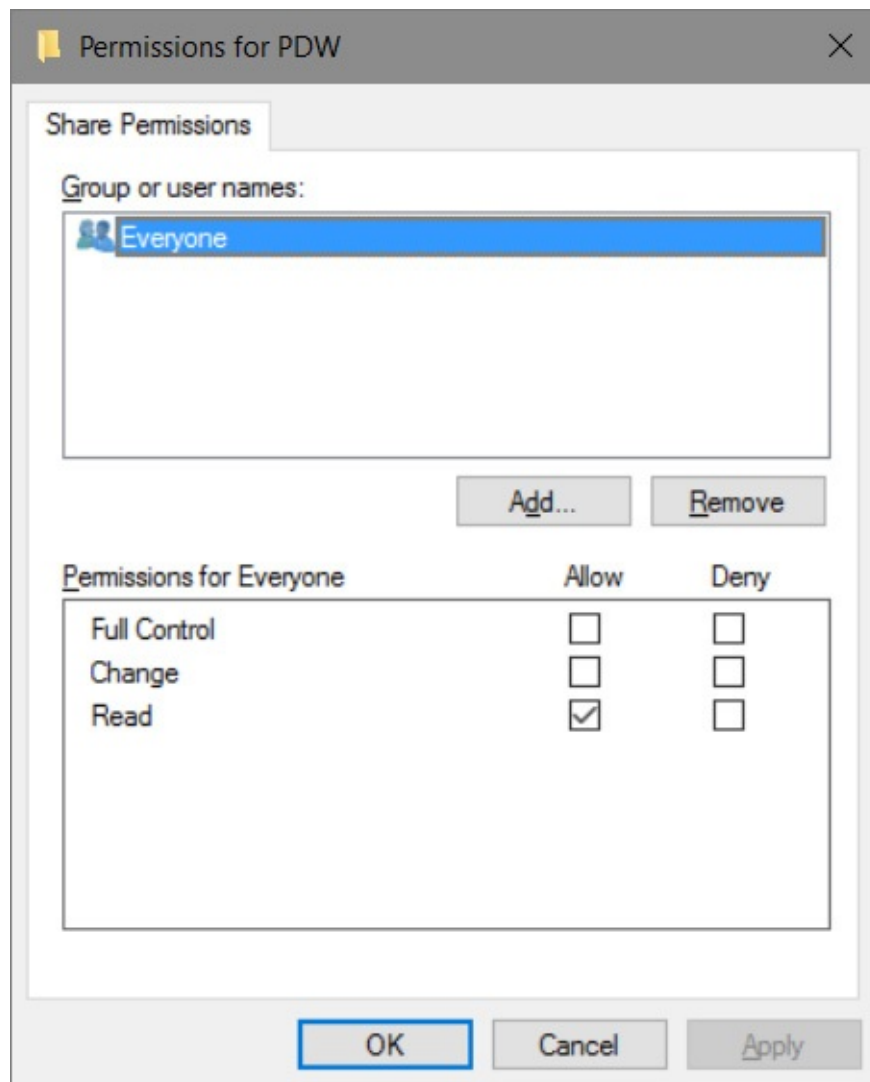 Permissions for PDW
Share Permissions
Group or user names:
Everyone
Add...
Remove
Permissions for Everyone Allow Deny
Full Control
Change
Read
OK Cancel Apply